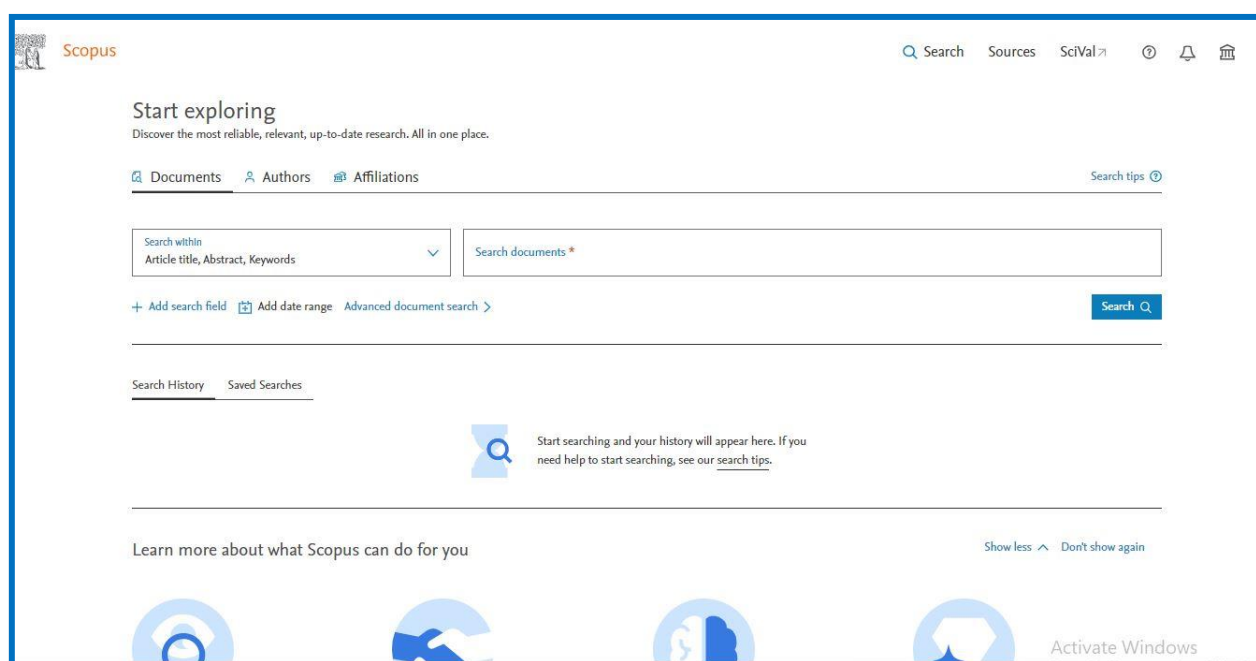 Scopus
Search Sources SciVal
Start exploring
Discover the most reliable, relevant, up-to-date research. All in one place.
Documents Authors Affiliations Search tips
Search within
Article title, Abstract, Keywords
Search documents *
+ Add search field Add date range Advanced document search >
Search
Search History Saved Searches
Start searching and your history will appear here. If you
need help to start searching, see our search tips.
Learn more about what Scopus can do for you
Show less Don't show again
Activate Windows